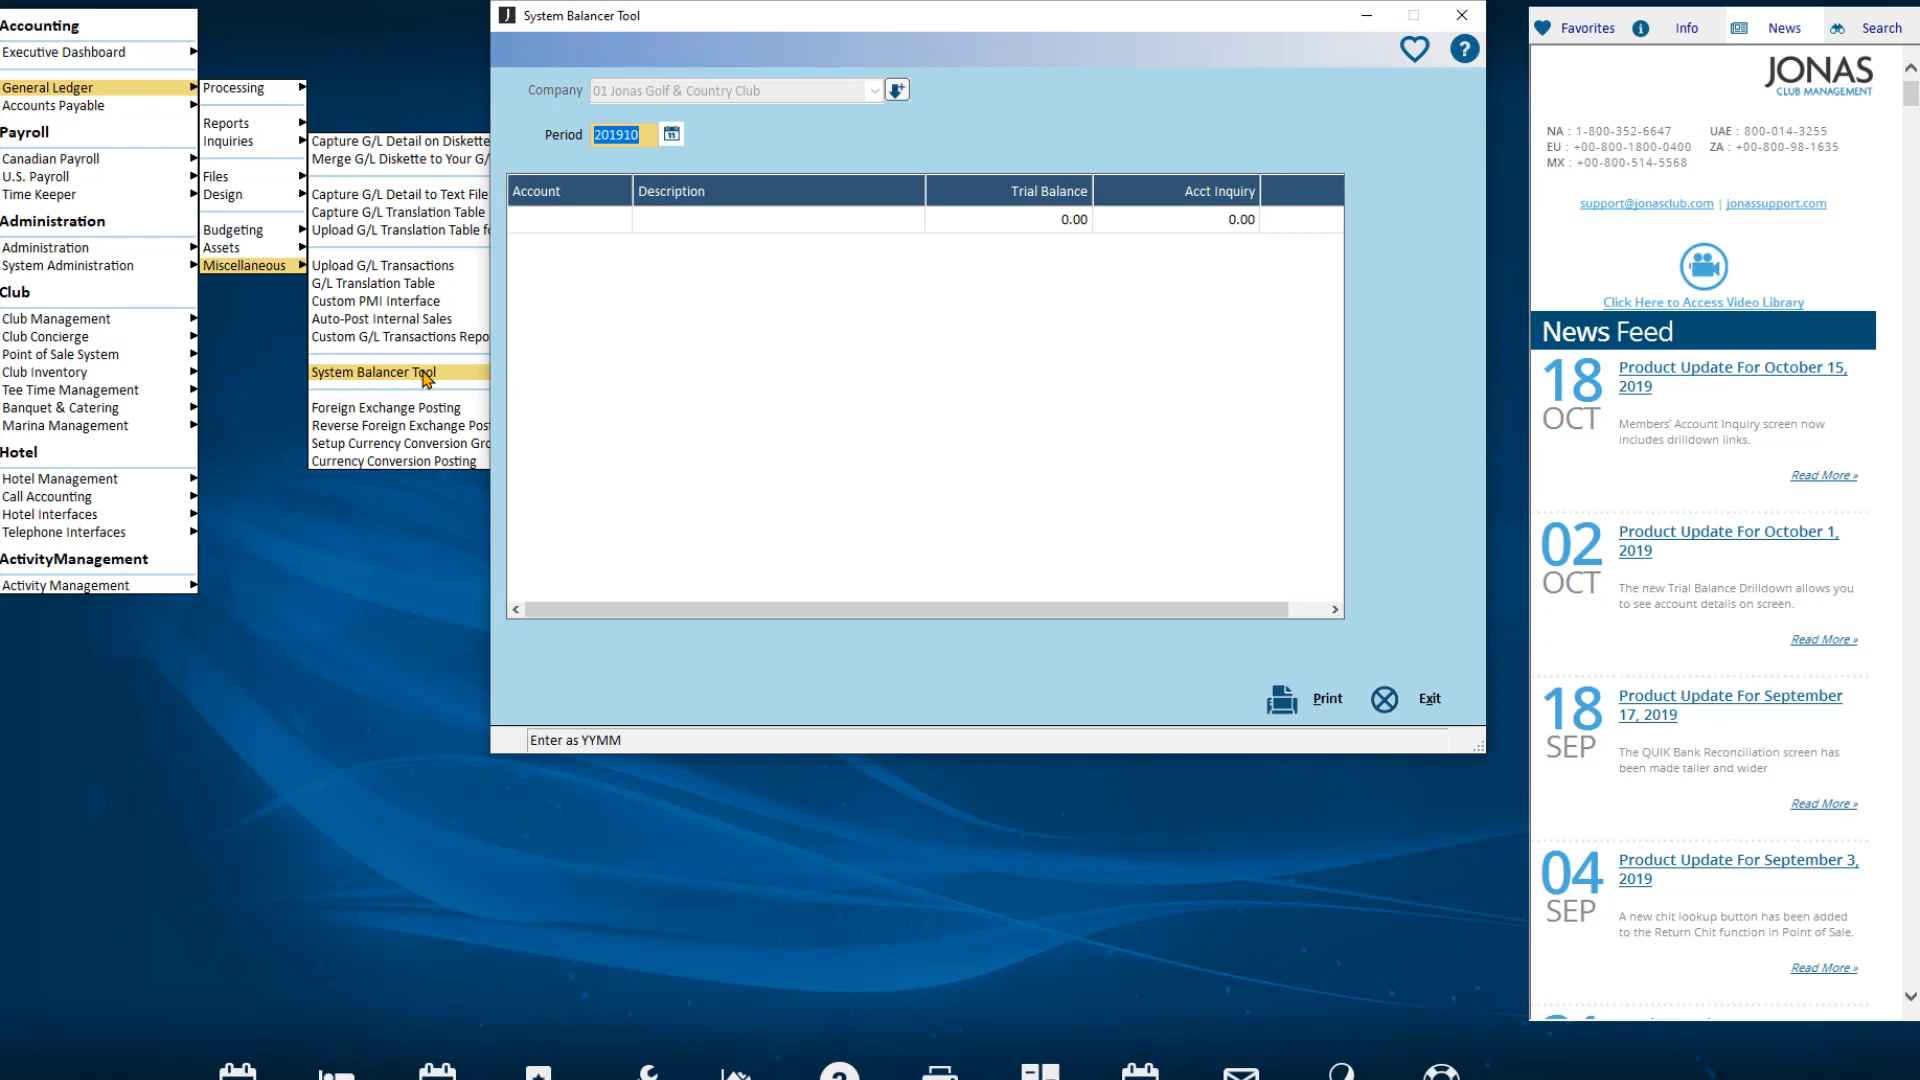 Accounting
Executive Dashboard
General Ledger
Accounts Payable
Payroll
Canadian Payroll
U.S. Payroll
Time Keeper
Administration
Administration
System Administration
Club
Club Management
Club Concierge
Point of Sale System
Club Inventory
Tee Time Management
Banquet & Catering
Marina Management
Hotel
Hotel Management
Call Accounting
Hotel Interfaces
Telephone Interfaces
ActivityManagement
Activity Management
Processing
Reports
Inquiries
Files
Design
Budgeting
Assets
Miscellaneous
Capture G/L Detail on Diskette
Merge G/L Diskette to Your G/
Capture G/L Detail to Text File
Capture G/L Translation Table
Upload G/L Translation Table fo
Upload G/L Transactions
G/L Translation Table
Custom PMI Interface
Auto-Post Internal Sales
Custom G/L Transactions Repo
System Balancer Tool
Foreign Exchange Posting
Reverse Foreign Exchange Post
Setup Currency Conversion Gro
Currency Conversion Posting
System Balancer Tool
Company 01 Jonas Golf & Country Club
Period 201910
Account Description Trial Balance Acct Inquiry
0.00 0.00
Print Exit
Enter as YYMM
Favorites Info News Search
JONAS
CLUB MANAGEMENT
NA : 1-800-352-6647 UAE : 800-014-3255
EU : +00-800-1800-0400 ZA : +00-800-98-1635
MX : +00-800-514-5568
support@jonasclub.com | jonassupport.com
Click Here to Access Video Library
News Feed
18 OCT
Product Update For October 15,
2019
Members' Account Inquiry screen now
includes drilldown links.
Read More »
02 OCT
Product Update For October 1,
2019
The new Trial Balance Drilldown allows you
to see account details on screen.
Read More »
18 SEP
Product Update For September
17, 2019
The QUIK Bank Reconciliation screen has
been made taller and wider
Read More »
04 SEP
Product Update For September 3,
2019
A new chit lookup button has been added
to the Return Chit function in Point of Sale.
Read More »